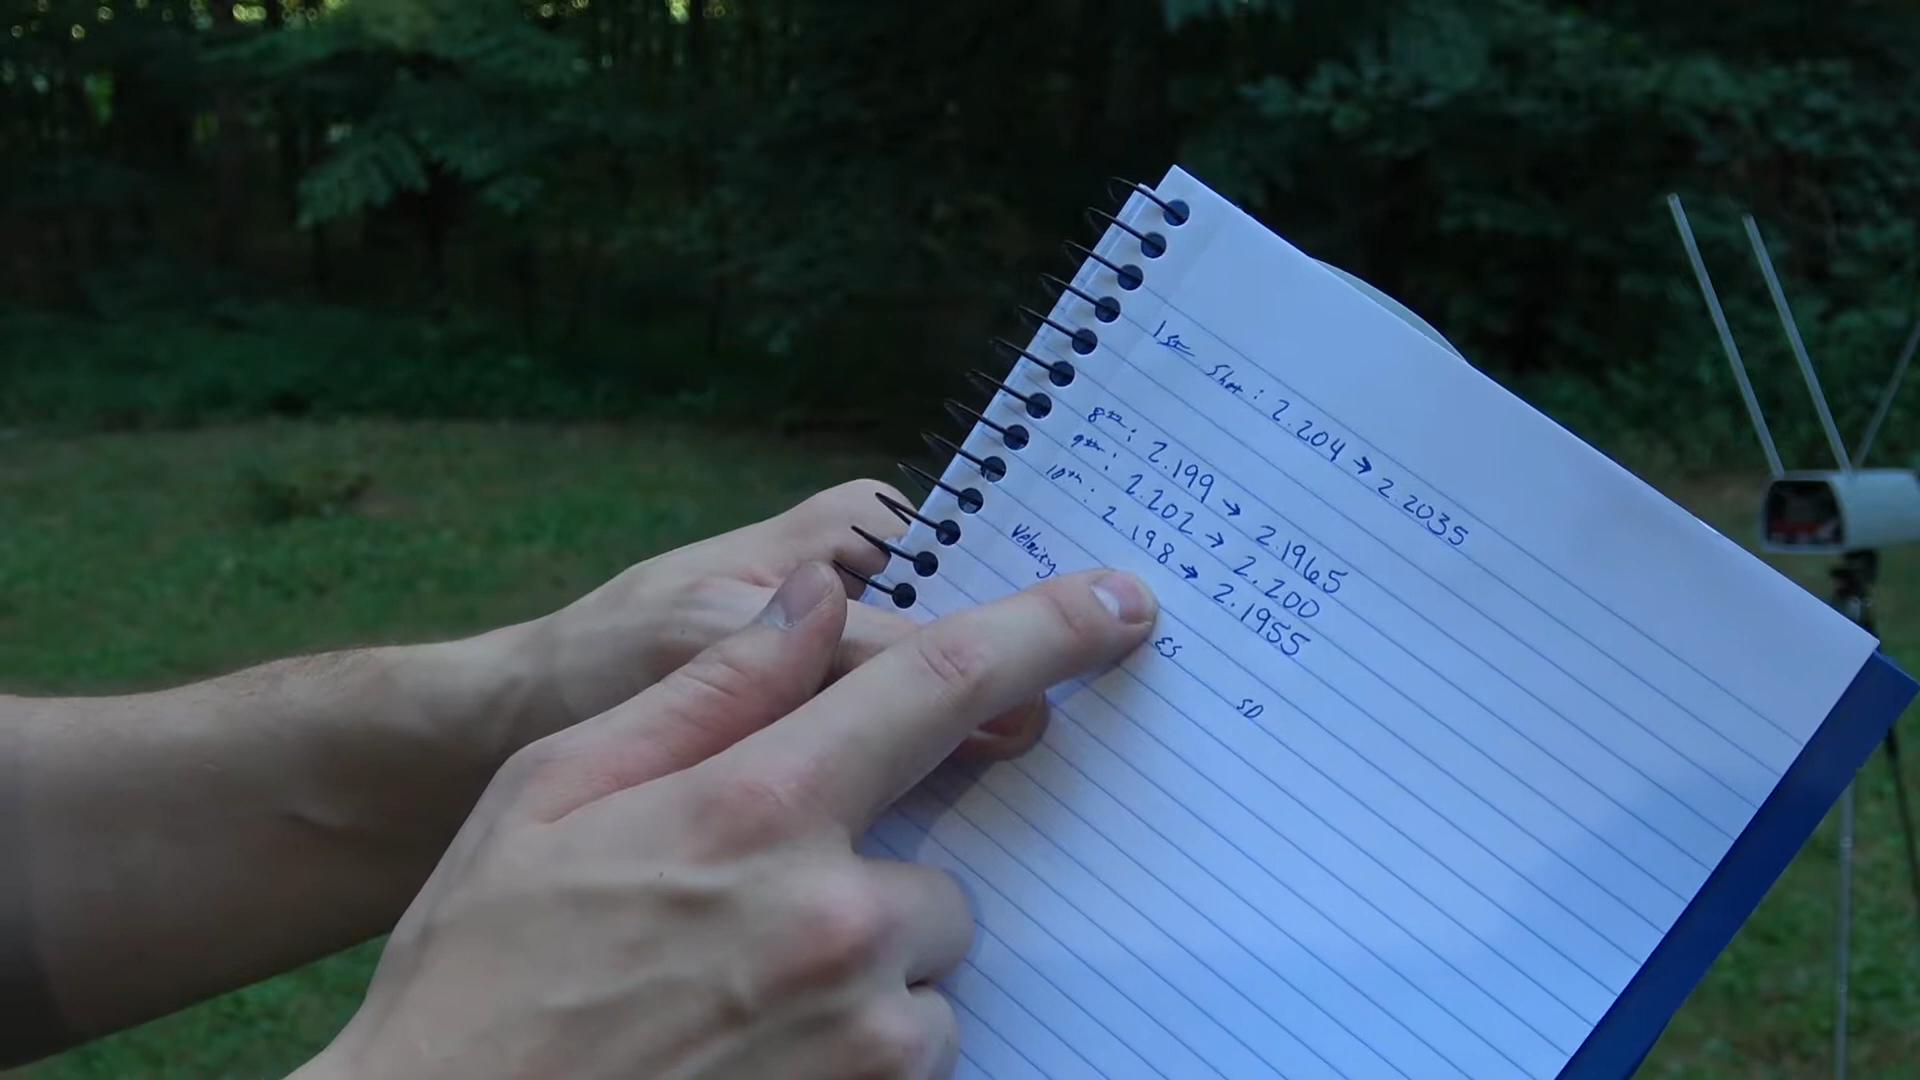 1st Shot: 2.204 → 2.2035
8th: 2.199 → 2.1965
9th: 2.202 → 2.200
10th: 2.198 → 2.1955
Velocity ES SD